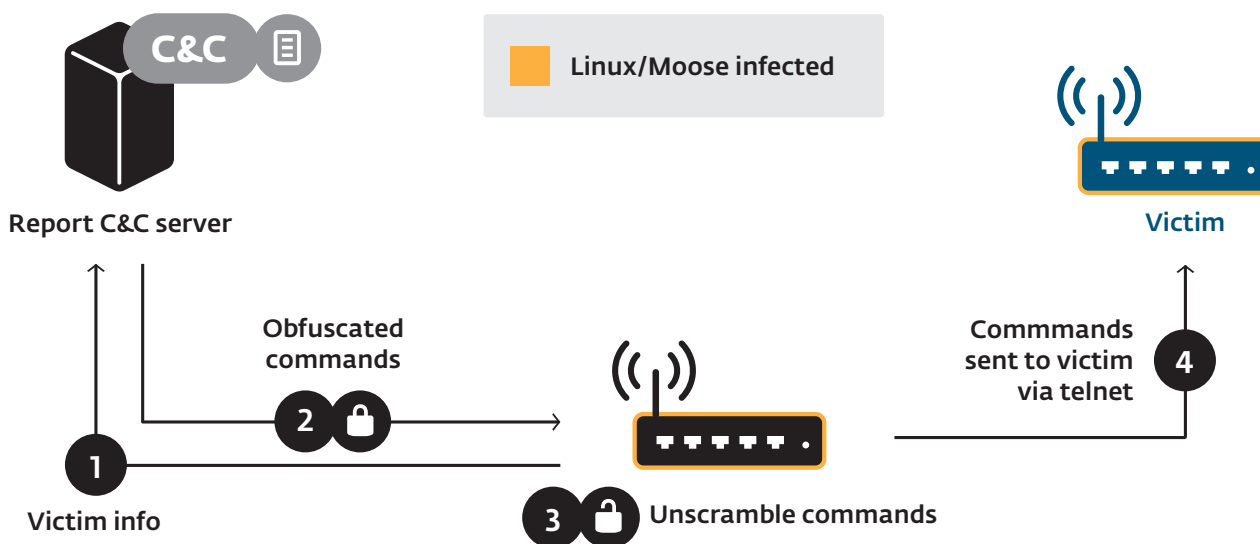 C&C
Linux/Moose infected
Report C&C server
Victim
Obfuscated
commands
Commmands
sent to victim
via telnet
4
2
1
Victim info
3
Unscramble commands